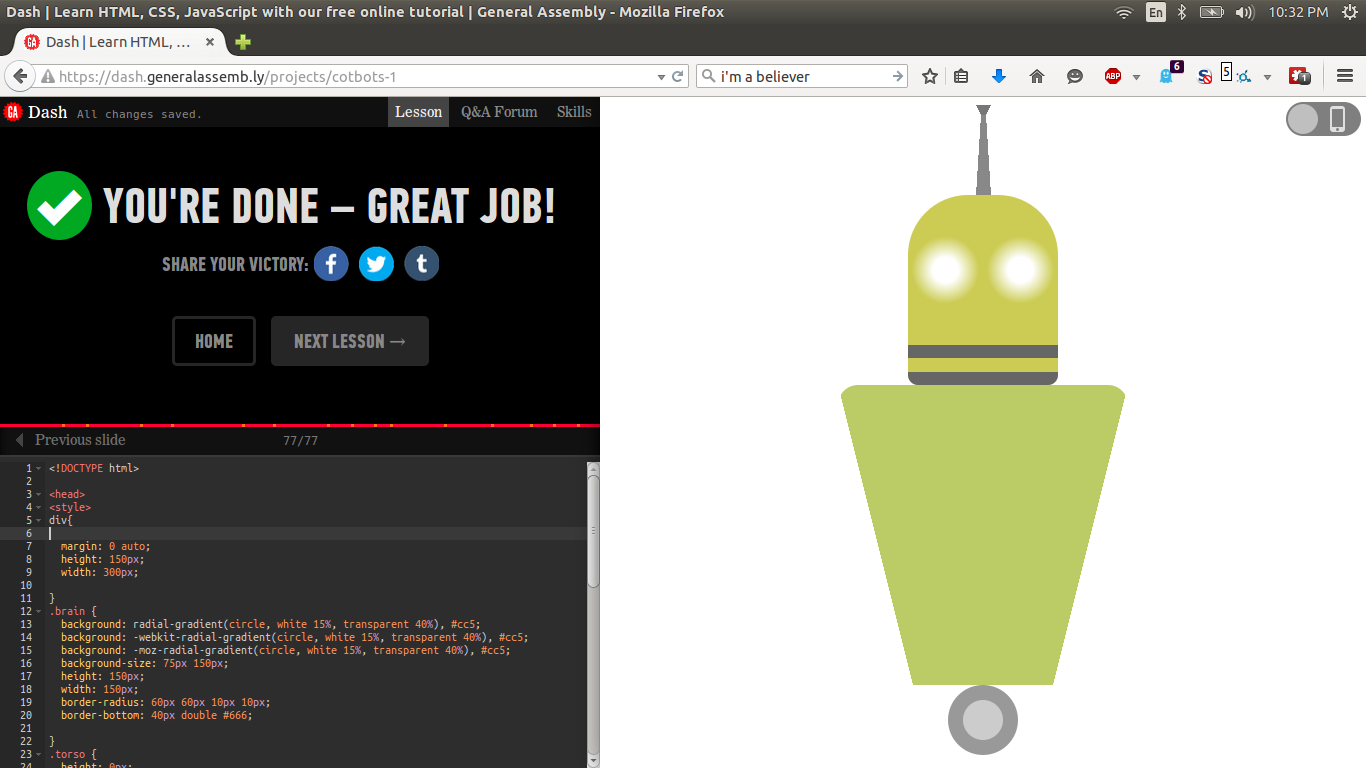 Dash | Learn HTML, CSS, JavaScript with our free online tutorial | General Assembly - Mozilla Firefox
En
10:32 PM
Dash | Learn HTML, ...
https://dash.generalassemb.ly/projects/cotbots-1
i'm a believer
ABP
6
S
5
1
GA
Dash
All changes saved.
Lesson
Q&A Forum
Skills
YOU'RE DONE — GREAT JOB!
SHARE YOUR VICTORY:
f
t
HOME
NEXT LESSON →
Previous slide
77/77
1 <!DOCTYPE html>
2
3 <head>
4 <style>
5 div{
6
7 margin: 0 auto;
8 height: 150px;
9 width: 300px;
10
11 }
12 .brain {
13 background: radial-gradient(circle, white 15%, transparent 40%), #cc5;
14 background: -webkit-radial-gradient(circle, white 15%, transparent 40%), #cc5;
15 background: -moz-radial-gradient(circle, white 15%, transparent 40%), #cc5;
16 background-size: 75px 150px;
17 height: 150px;
18 width: 150px;
19 border-radius: 60px 60px 10px 10px;
20 border-bottom: 40px double #666;
21
22 }
23 .torso {
24 height: 0px;